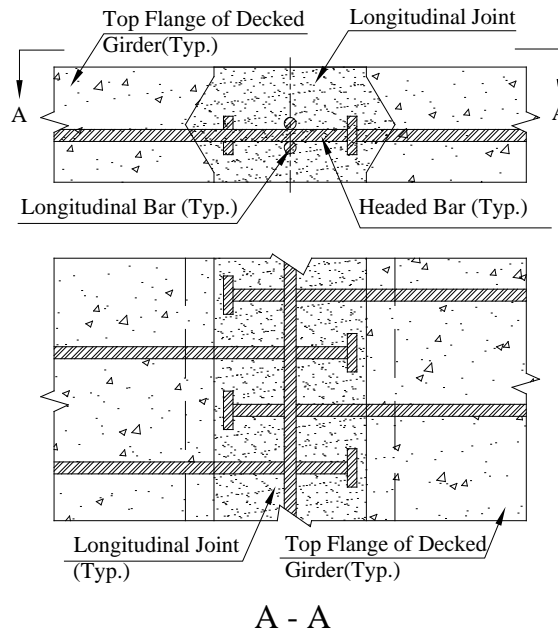 Top Flange of Decked
Girder(Typ.)
Longitudinal Joint
A
A
Longitudinal Bar (Typ.)
Headed Bar (Typ.)
Longitudinal Joint
(Typ.)
Top Flange of Decked
Girder(Typ.)
A - A